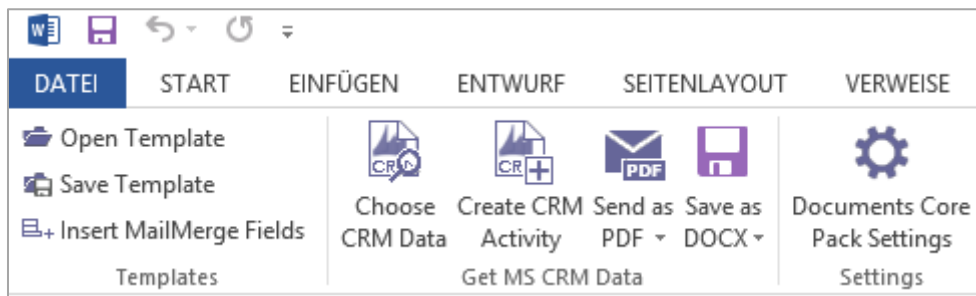 DATEI START EINFÜGEN ENTWURF SEITENLAYOUT VERWEISE
Open Template
Save Template
Insert MailMerge Fields
Templates
CRM
Choose
CRM Data
CR
Create CRM
Activity
PDF
Send as
PDF
Save as
DOCX
Get MS CRM Data
Documents Core
Pack Settings
Settings